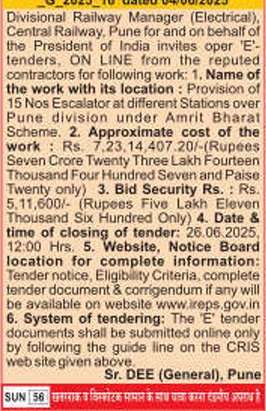 _G_2025_16 dated 04/06/2025
Divisional Railway Manager (Electrical),
Central Railway, Pune for and on behalf of
the President of India invites oper 'E'-
tenders, ON LINE from the reputed
contractors for following work: 1. Name of
the work with its location : Provision of
15 Nos Escalator at different Stations over
Pune division under Amrit Bharat
Scheme. 2. Approximate cost of the
work : Rs. 7,23,14,407.20/-(Rupees
Seven Crore Twenty Three Lakh Fourteen
Thousand Four Hundred Seven and Paise
Twenty only) 3. Bid Security Rs. : Rs.
5,11,600/- (Rupees Five Lakh Eleven
Thousand Six Hundred Only) 4. Date &
time of closing of tender: 26.06.2025,
12:00 Hrs. 5. Website, Notice Board
location for complete information:
Tender notice, Eligibility Criteria, complete
tender document & corrigendum if any will
be available on website www.ireps.gov.in
6. System of tendering: The 'E' tender
documents shall be submitted online only
by following the guide line on the CRIS
web site given above.
Sr. DEE (General), Pune
SUN 56 खतरनाक व विस्फोटक सामान के साथ यात्रा करना दंडनीय अपराध है